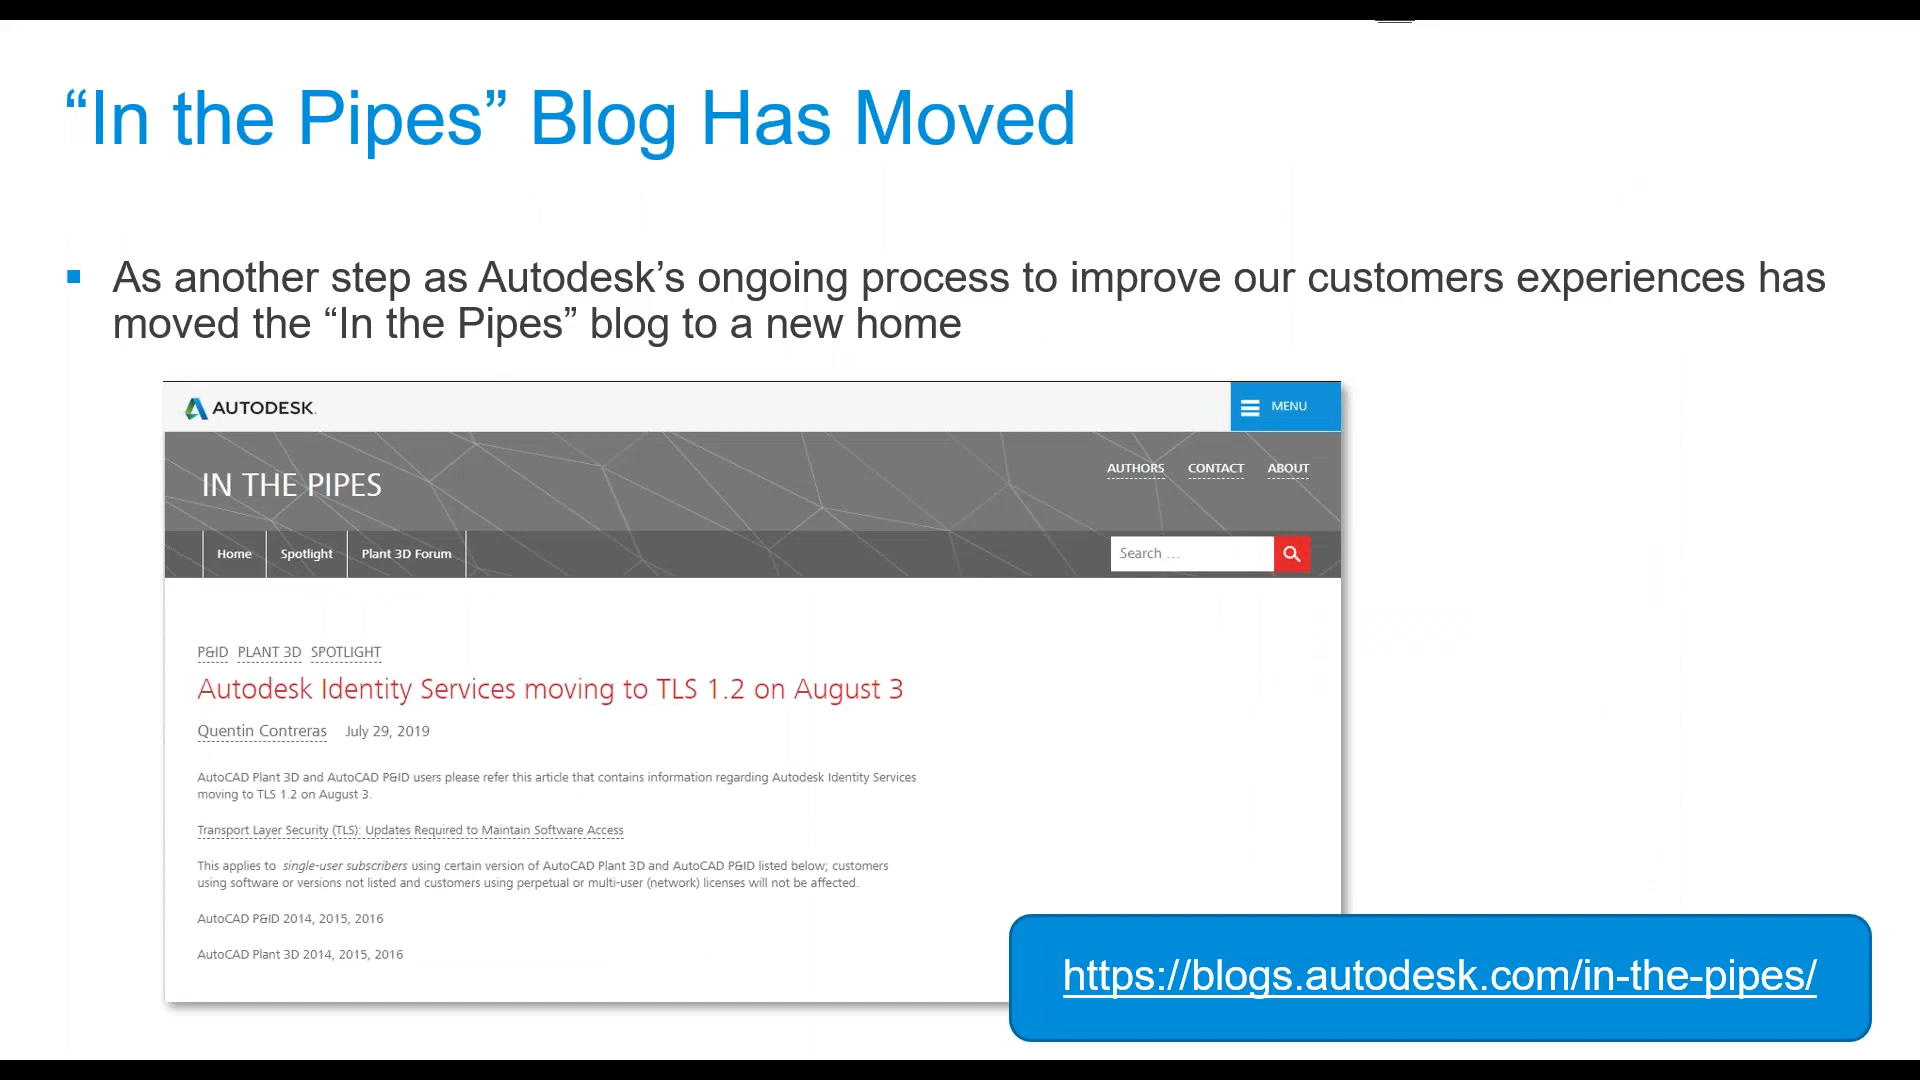 “In the Pipes” Blog Has Moved
As another step as Autodesk’s ongoing process to improve our customers experiences has
moved the “In the Pipes” blog to a new home
AUTODESK.
MENU
IN THE PIPES
AUTHORS CONTACT ABOUT
Home Spotlight Plant 3D Forum
Search ...
P&ID PLANT 3D SPOTLIGHT
Autodesk Identity Services moving to TLS 1.2 on August 3
Quentin Contreras July 29, 2019
AutoCAD Plant 3D and AutoCAD P&ID users please refer this article that contains information regarding Autodesk Identity Services
moving to TLS 1.2 on August 3.
Transport Layer Security (TLS): Updates Required to Maintain Software Access
This applies to single-user subscribers using certain version of AutoCAD Plant 3D and AutoCAD P&ID listed below; customers
using software or versions not listed and customers using perpetual or multi-user (network) licenses will not be affected.
AutoCAD P&ID 2014, 2015, 2016
AutoCAD Plant 3D 2014, 2015, 2016
https://blogs.autodesk.com/in-the-pipes/